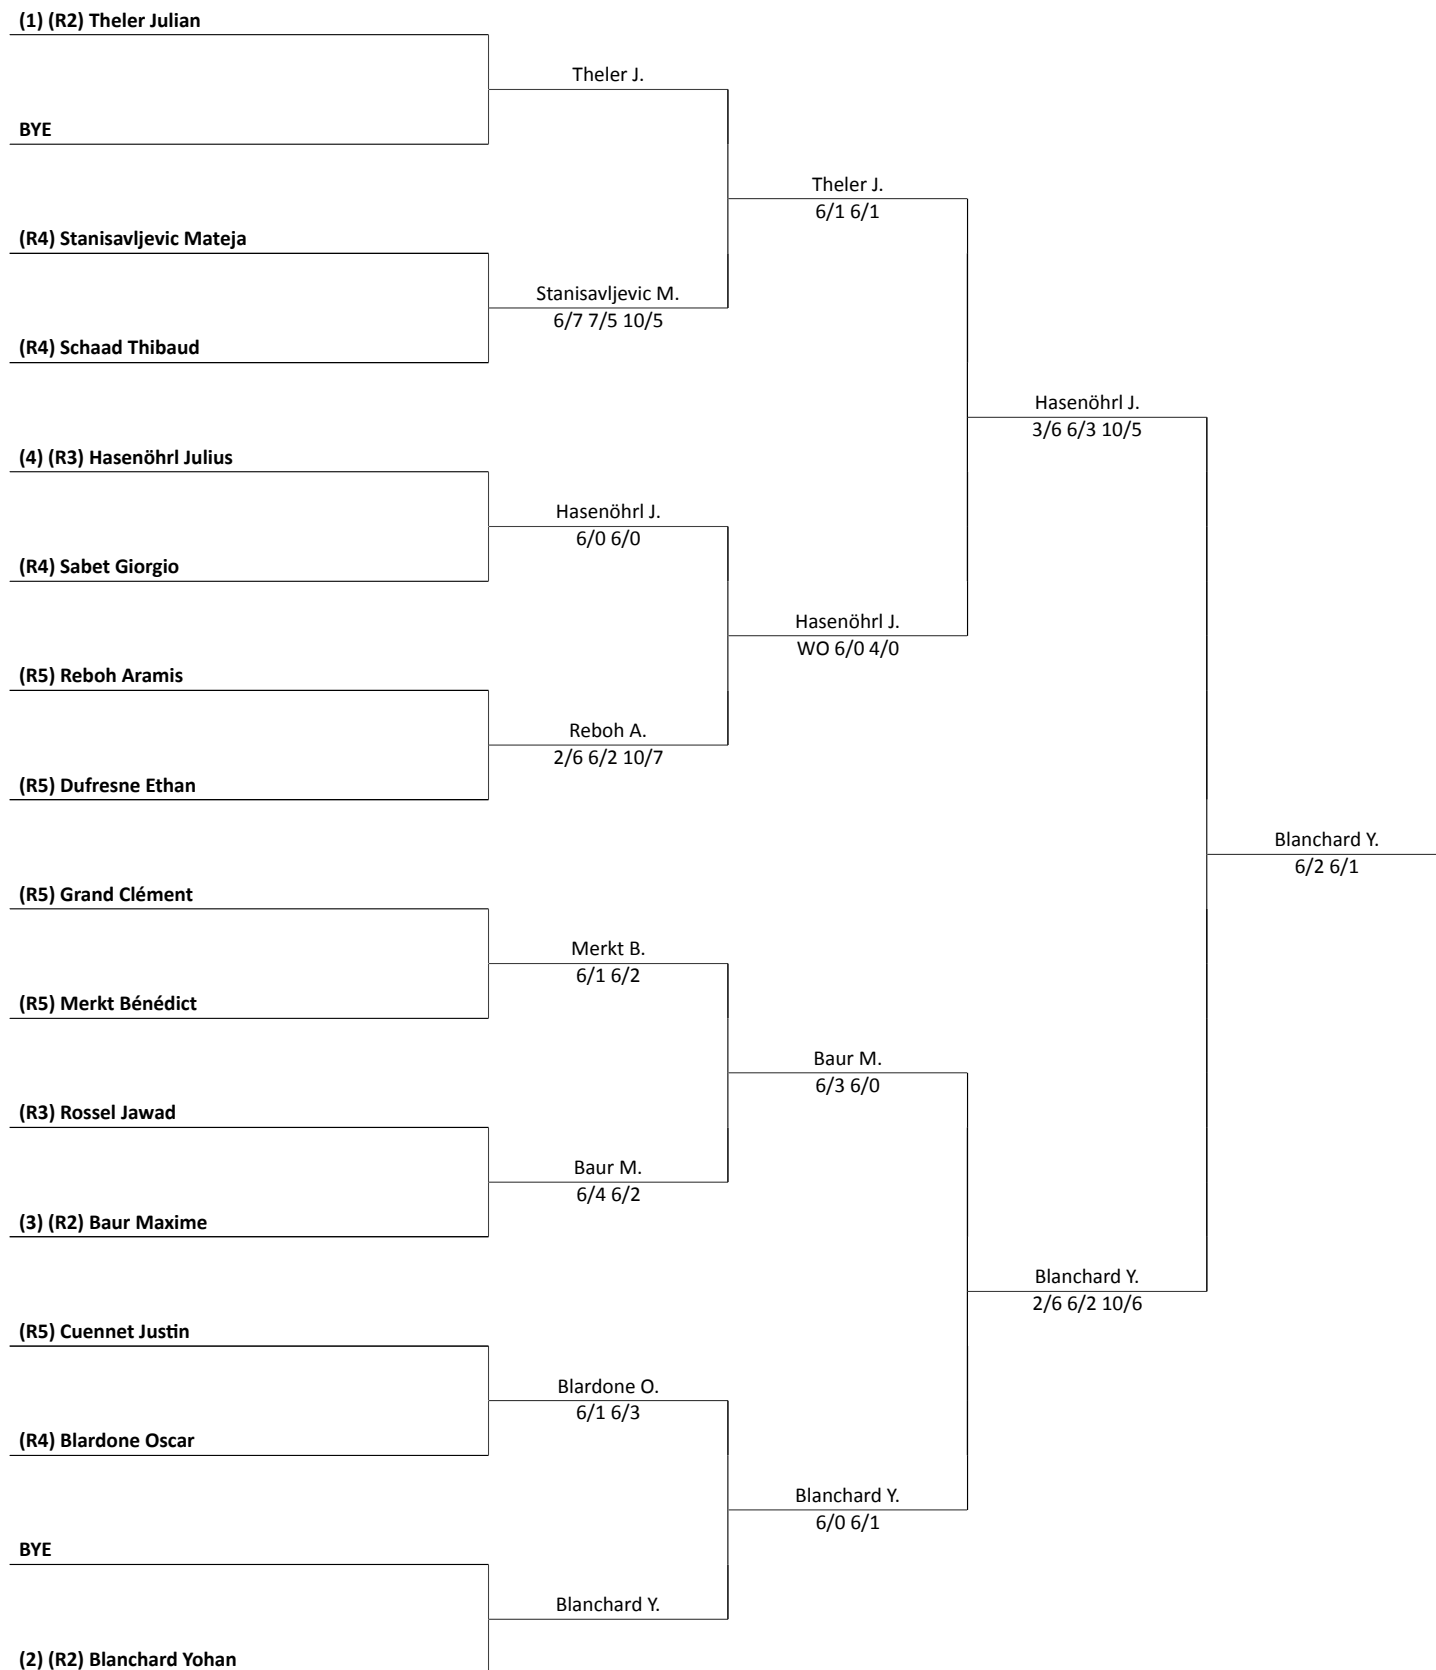 (1) (R2) Theler Julian
Theler J.
BYE
Theler J.
6/1 6/1
(R4) Stanisavljevic Mateja
Stanisavljevic M.
6/7 7/5 10/5
(R4) Schaad Thibaud
Hasenöhrl J.
3/6 6/3 10/5
(4) (R3) Hasenöhrl Julius
Hasenöhrl J.
6/0 6/0
(R4) Sabet Giorgio
Hasenöhrl J.
WO 6/0 4/0
(R5) Reboh Aramis
Reboh A.
2/6 6/2 10/7
(R5) Dufresne Ethan
Blanchard Y.
6/2 6/1
(R5) Grand Clément
Merkt B.
6/1 6/2
(R5) Merkt Bénédict
Baur M.
6/3 6/0
(R3) Rossel Jawad
Baur M.
6/4 6/2
(3) (R2) Baur Maxime
Blanchard Y.
2/6 6/2 10/6
(R5) Cuennet Justin
Blardone O.
6/1 6/3
(R4) Blardone Oscar
Blanchard Y.
6/0 6/1
BYE
Blanchard Y.
(2) (R2) Blanchard Yohan